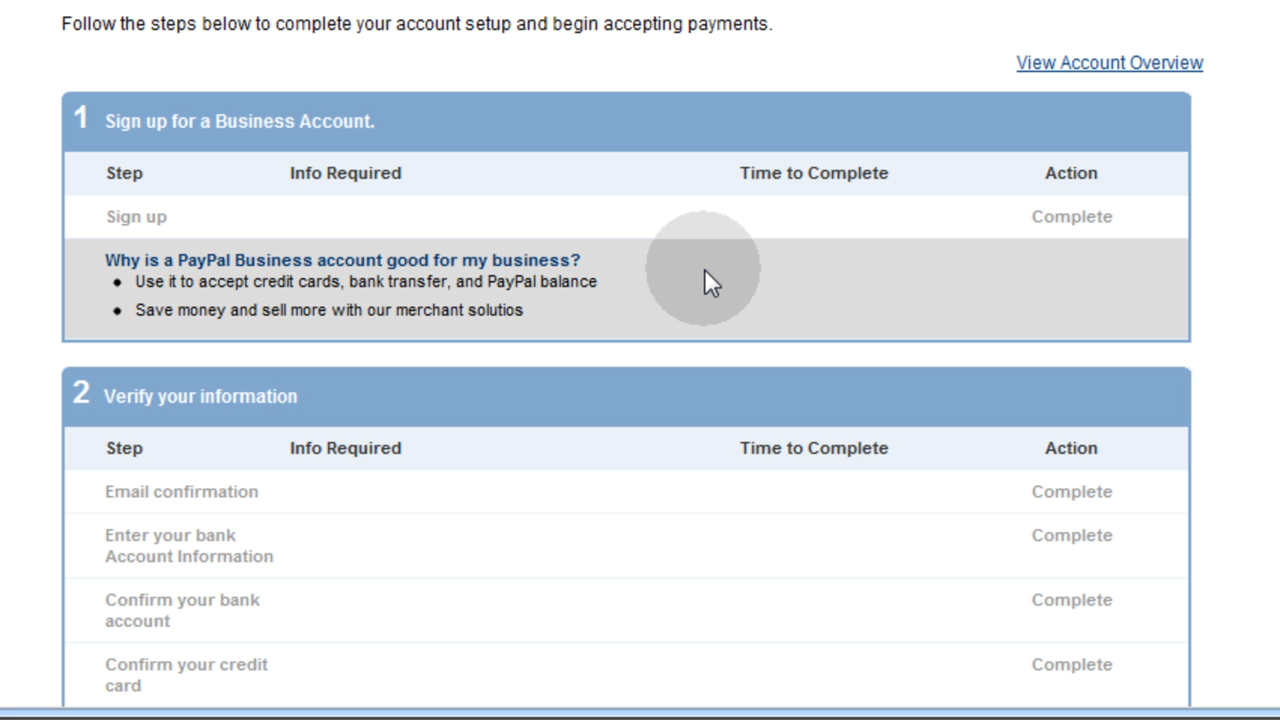 Follow the steps below to complete your account setup and begin accepting payments.
View Account Overview
1 Sign up for a Business Account.
Step Info Required Time to Complete Action
Sign up Complete
Why is a PayPal Business account good for my business?
• Use it to accept credit cards, bank transfer, and PayPal balance
• Save money and sell more with our merchant solutios
2 Verify your information
Step Info Required Time to Complete Action
Email confirmation Complete
Enter your bank Complete
Account Information
Confirm your bank Complete
account
Confirm your credit Complete
card